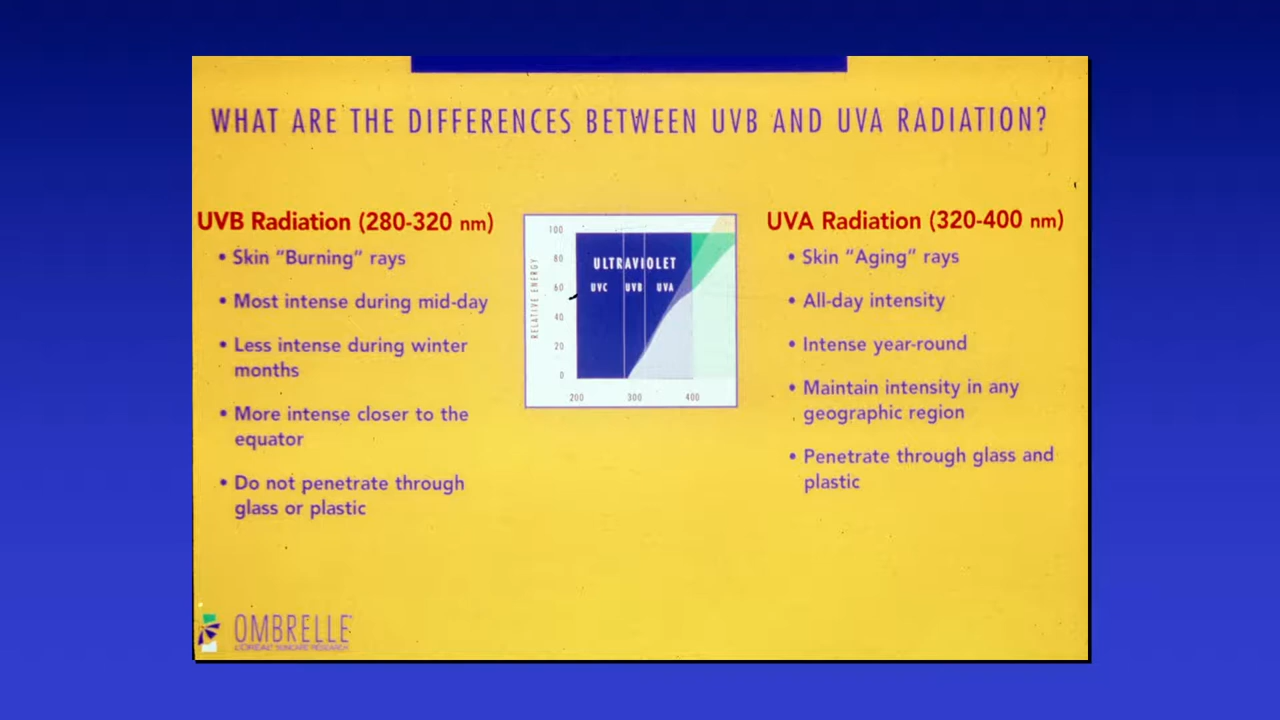 WHAT ARE THE DIFFERENCES BETWEEN UVB AND UVA RADIATION?
UVB Radiation (280-320 nm)
• Skin “Burning” rays
• Most intense during mid-day
• Less intense during winter
months
• More intense closer to the
equator
• Do not penetrate through
glass or plastic
RELATIVE ENERGY
100
80
60
40
20
0
ULTRAVIOLET
UVC UVB UVA
200 300 400
UVA Radiation (320-400 nm)
• Skin “Aging” rays
• All-day intensity
• Intense year-round
• Maintain intensity in any
geographic region
• Penetrate through glass and
plastic
OMBRELLE
L'ORÉAL SUNCARE RESEARCH